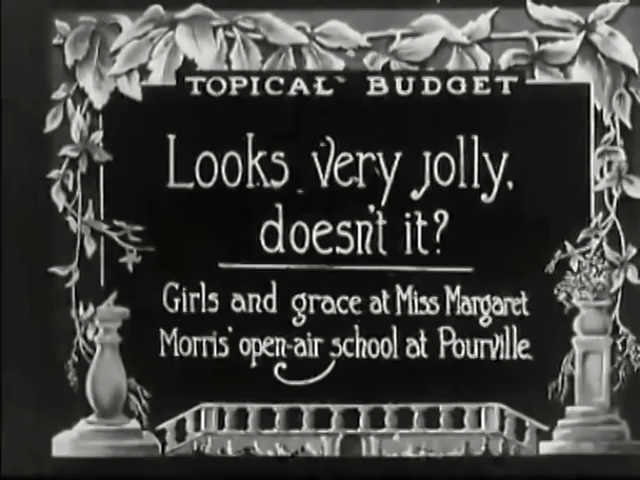 TOPICAL BUDGET
Looks very jolly,
doesn't it?
Girls and grace at Miss Margaret
Morris' open-air school at Pourville